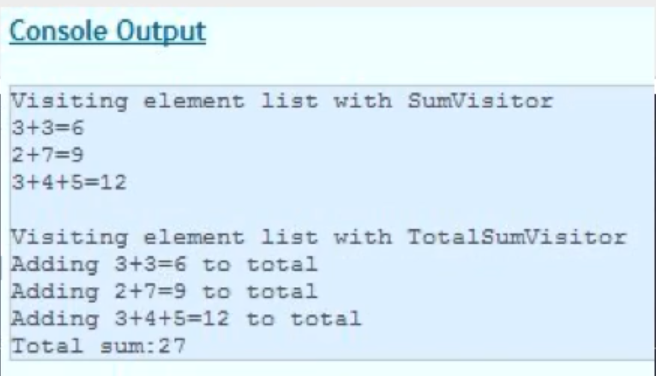 Console Output
Visiting element list with SumVisitor
3+3=6
2+7=9
3+4+5=12
Visiting element list with TotalSumVisitor
Adding 3+3=6 to total
Adding 2+7=9 to total
Adding 3+4+5=12 to total
Total sum:27